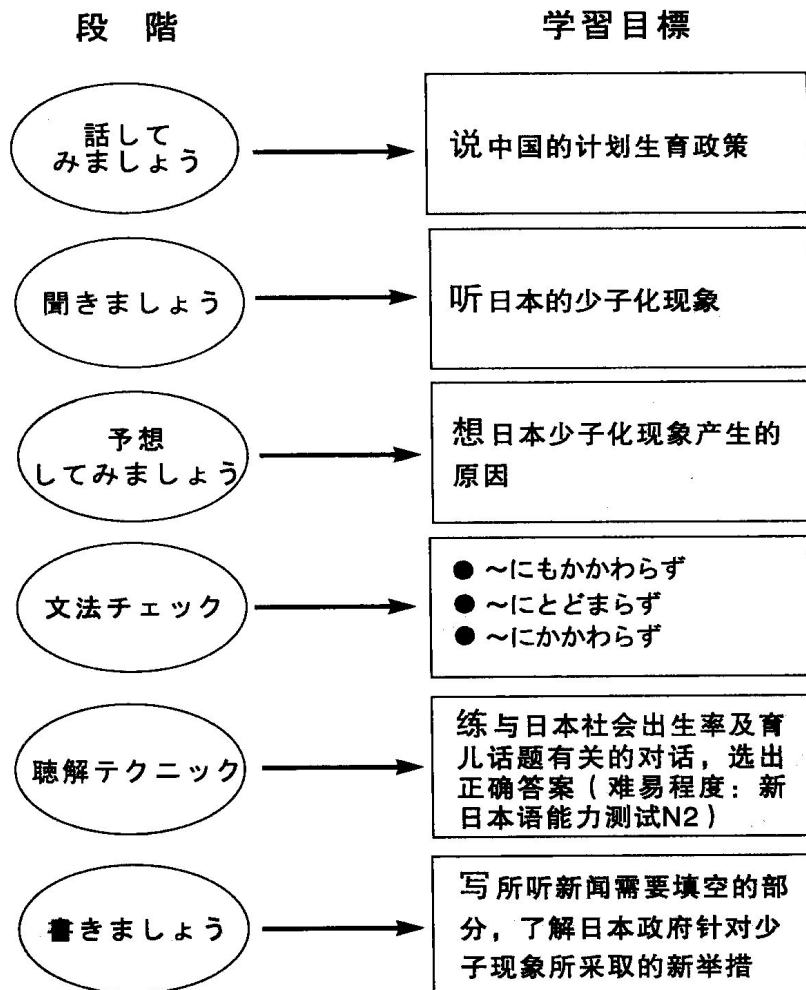 段 階 学習目標
話して
みましょう
说中国的计划生育政策
聞きましょう
听日本的少子化现象
予想
してみましょう
想日本少子化现象产生的
原因
文法チェック
● ～にもかかわらず
● ～にとどまらず
● ～にかかわらず
聴解テクニック
练与日本社会出生率及育
儿话题有关的对话，选出
正确答案（难易程度：新
日本语能力测试N2）
書きましょう
写所听新闻需要填空的部
分，了解日本政府针对少
子现象所采取的新举措